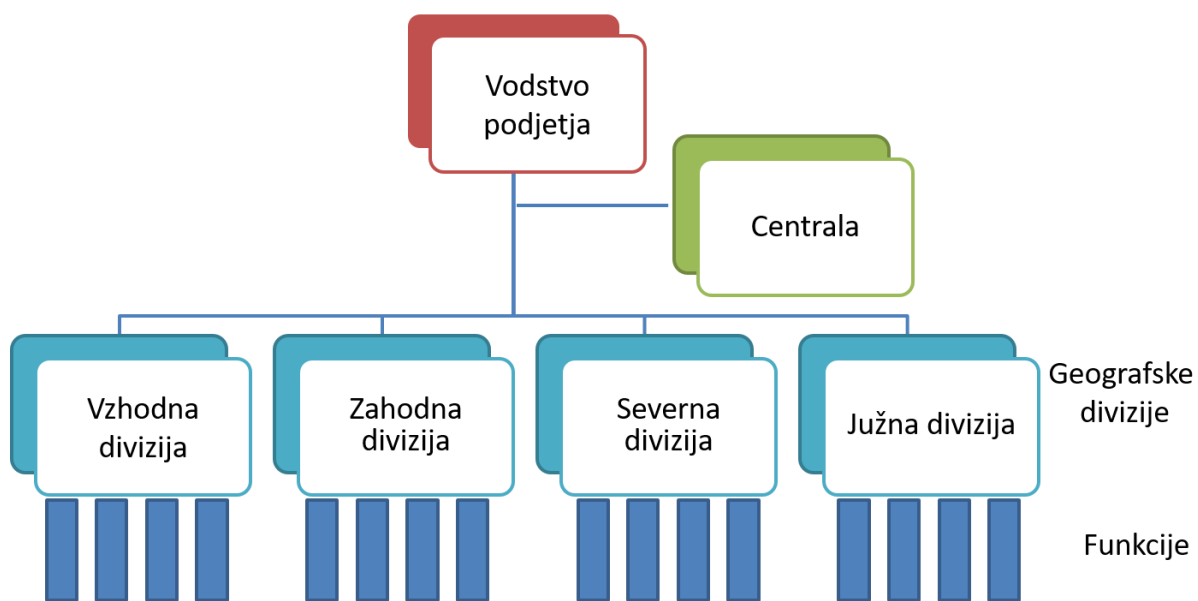 Vodstvo
podjetja
Centrala
Vzhodna
divizija
Zahodna
divizija
Severna
divizija
Južna divizija
Geografske
divizije
Funkcije